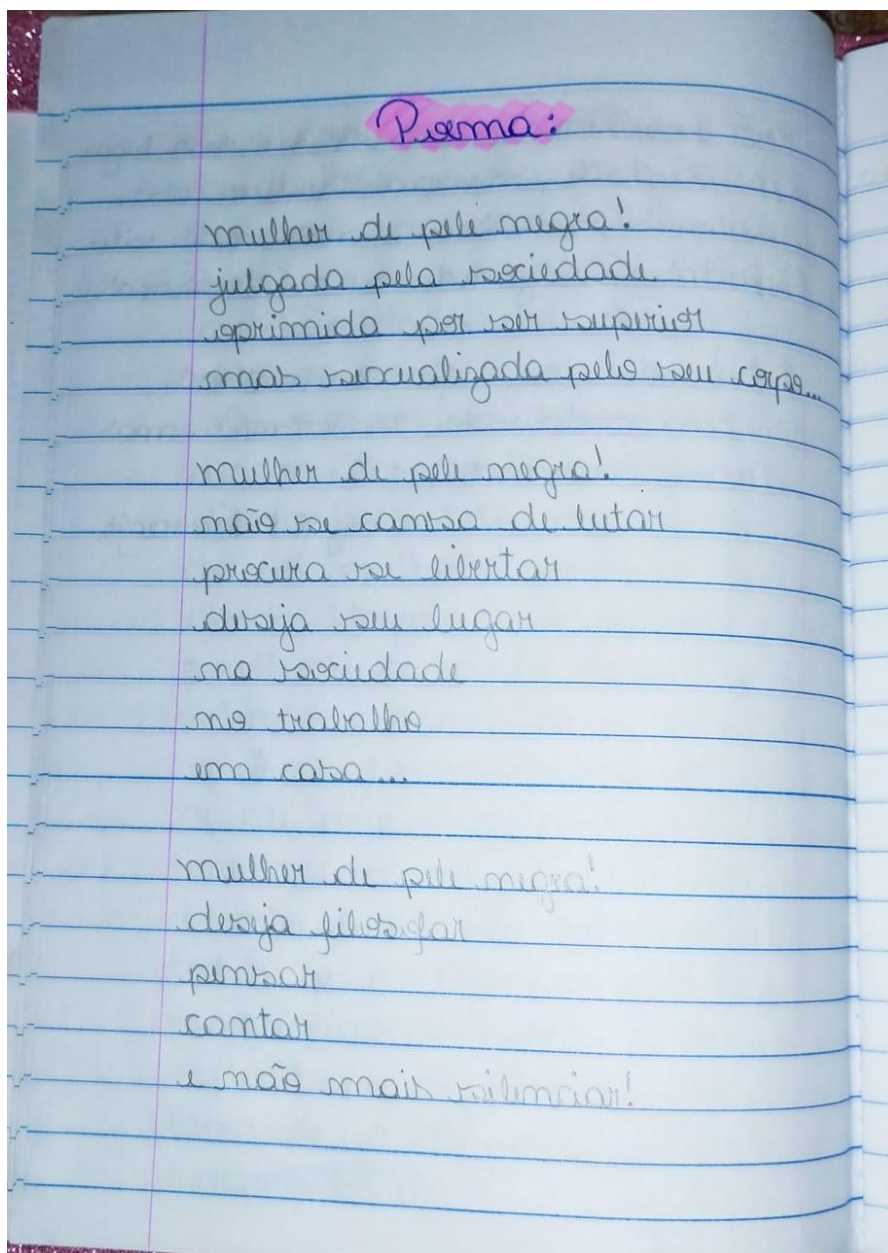 Poema:
mulher de pele negra!
julgada pela sociedade
oprimida por ser superior
mas sexualizada pelo seu corpo...
mulher de pele negra!
não se cansa de lutar
procura se libertar
deseja seu lugar
na sociedade
no trabalho
em casa...
mulher de pele negra!
deseja filosofar
pensar
cantar
e não mais silenciar!